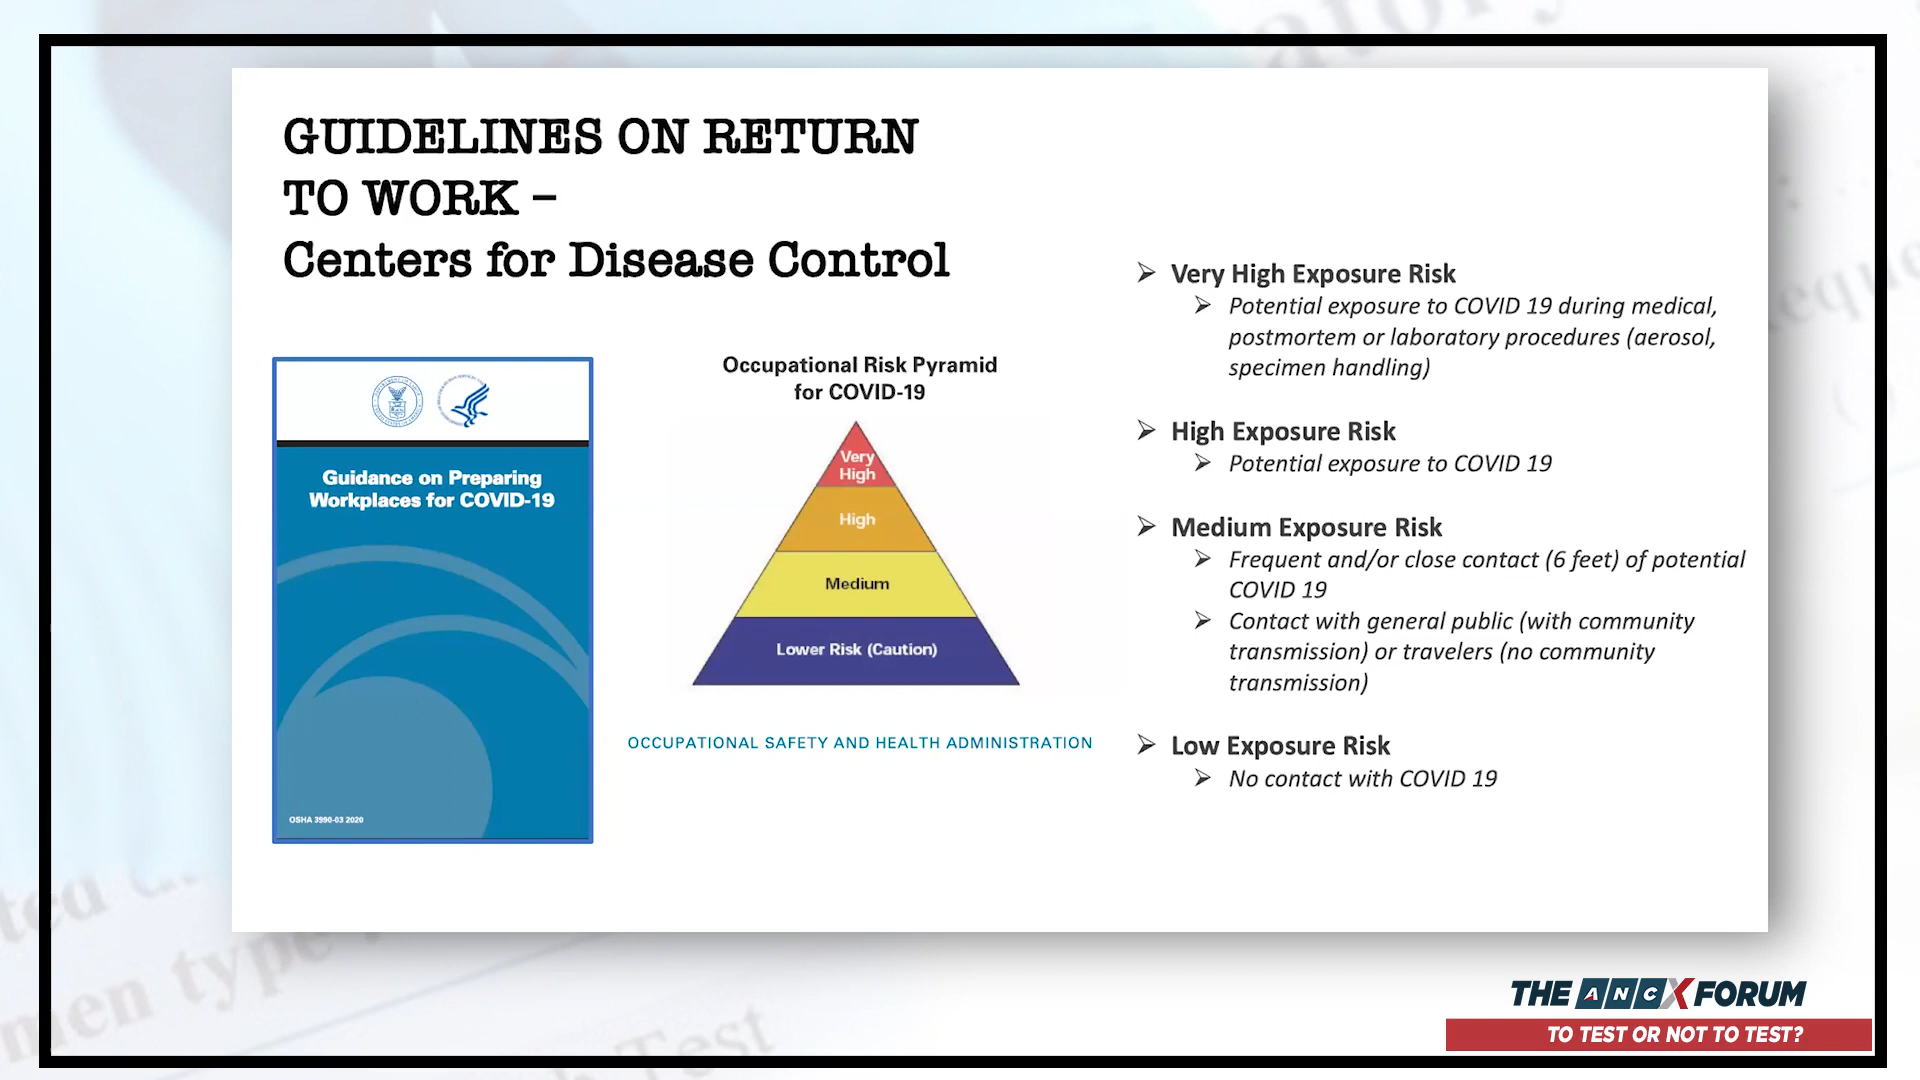 GUIDELINES ON RETURN
TO WORK –
Centers for Disease Control
Guidance on Preparing
Workplaces for COVID-19
OSHA 3990-03 2020
Occupational Risk Pyramid
for COVID-19
Very
High
High
Medium
Lower Risk (Caution)
OCCUPATIONAL SAFETY AND HEALTH ADMINISTRATION
➢ Very High Exposure Risk
➢ Potential exposure to COVID 19 during medical,
postmortem or laboratory procedures (aerosol,
specimen handling)
➢ High Exposure Risk
➢ Potential exposure to COVID 19
➢ Medium Exposure Risk
➢ Frequent and/or close contact (6 feet) of potential
COVID 19
➢ Contact with general public (with community
transmission) or travelers (no community
transmission)
➢ Low Exposure Risk
➢ No contact with COVID 19
men type
Test
THE ANCX FORUM
TO TEST OR NOT TO TEST?